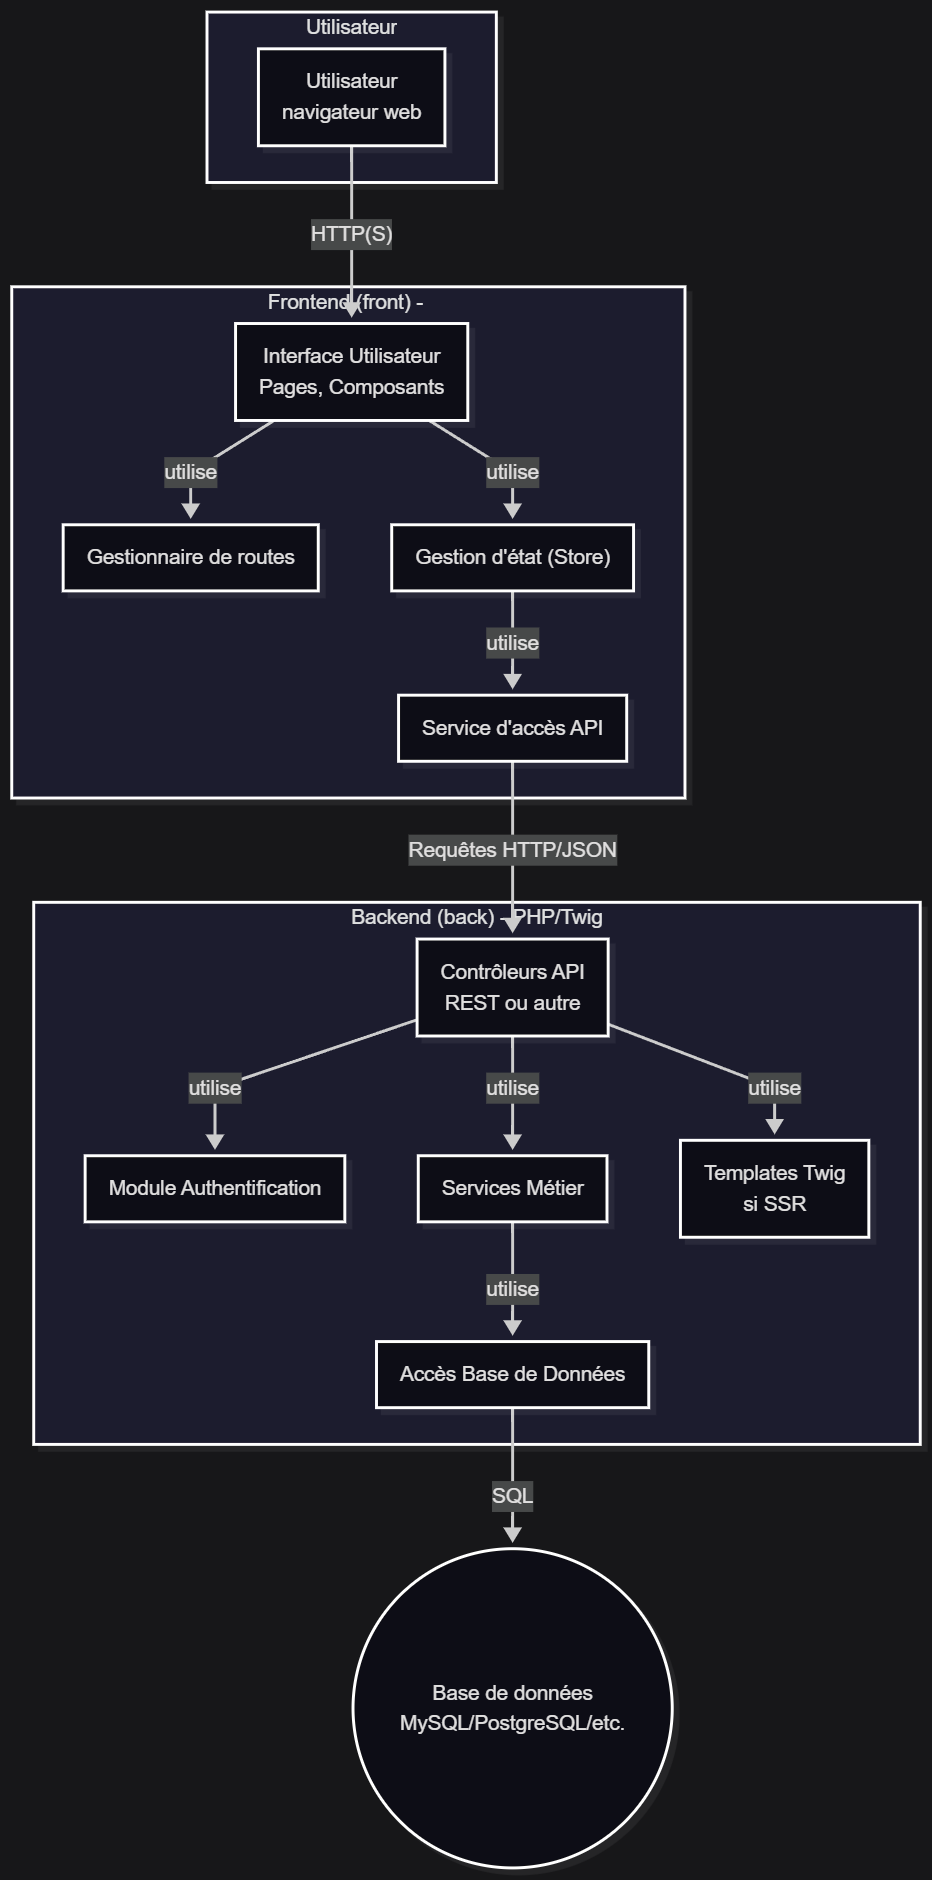 Utilisateur
Utilisateur
navigateur web
HTTP(S)
Frontend (front) -
Interface Utilisateur
Pages, Composants
utilise
utilise
Gestionnaire de routes
Gestion d'état (Store)
utilise
Service d'accès API
Requêtes HTTP/JSON
Backend (back) - PHP/Twig
Contrôleurs API
REST ou autre
utilise
utilise
utilise
Module Authentification
Services Métier
Templates Twig
si SSR
utilise
Accès Base de Données
SQL
Base de données
MySQL/PostgreSQL/etc.